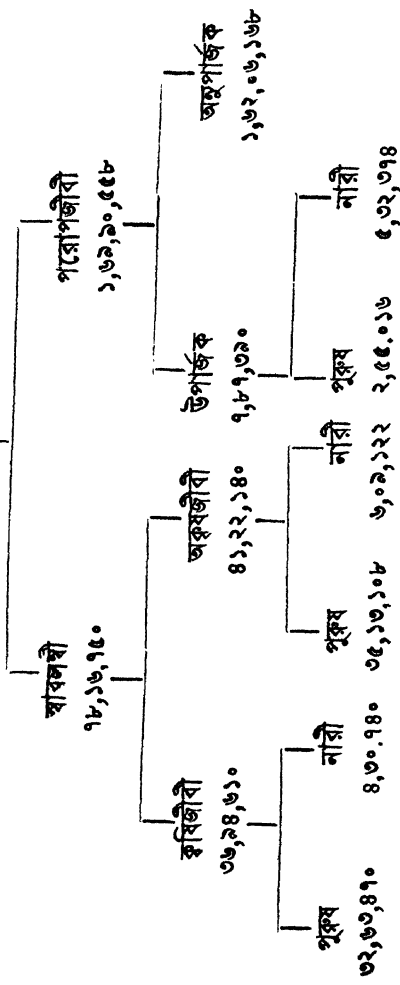 স্বাবলম্বী পরোপজীবী
৭৮,১৬,৭৫০ ১,৬৯,৯০,৫৫৮
কৃষিজীবী অকৃষজীবী উপার্জক অনুপার্জক
৩৬,৯৪,৬১০ ৪১,২২,১৪০ ৭,৮৭,৩৯০ ১,৬২,০৬,১৬৮
পুরুষ নারী পুরুষ নারী পুরুষ নারী
৩২,৬৩,৪৭০ ৪,৩০.৭৪০ ৩৫,১৩,১০৮ ৬,০৯,১২২ ২,৫৫.০১৬ ৫,৩২,৩৭৪